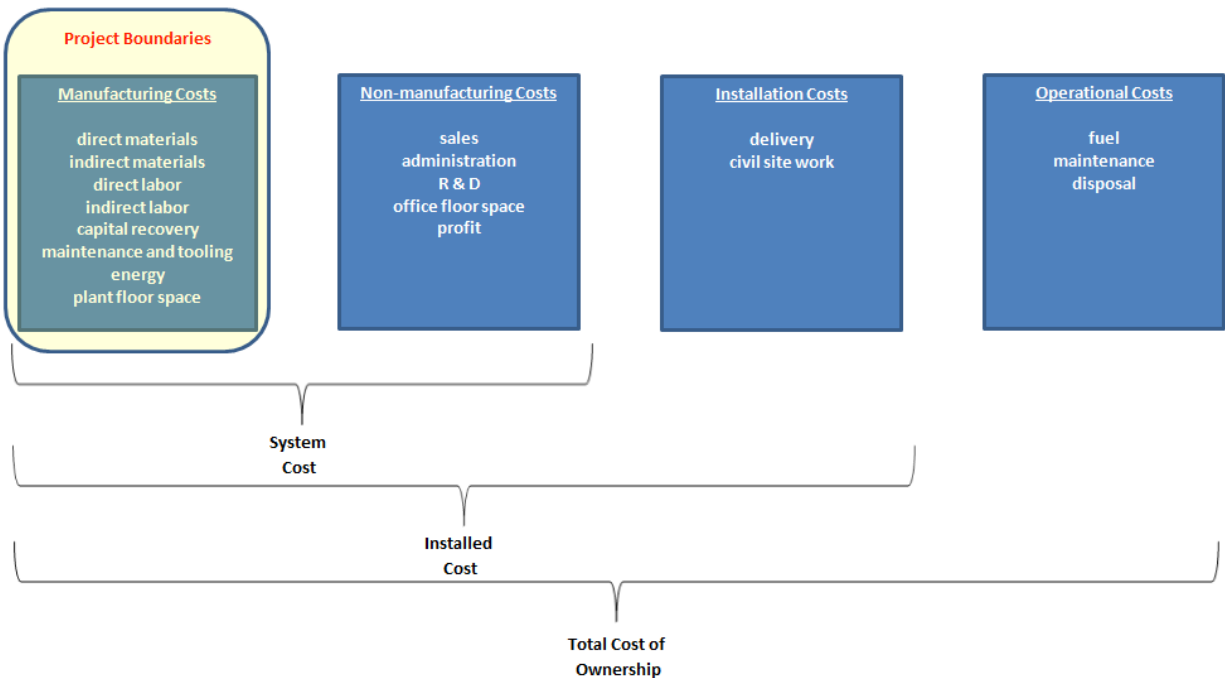 Project Boundaries
Manufacturing Costs
direct materials
indirect materials
direct labor
indirect labor
capital recovery
maintenance and tooling
energy
plant floor space
Non-manufacturing Costs
sales
administration
R & D
office floor space
profit
Installation Costs
delivery
civil site work
Operational Costs
fuel
maintenance
disposal
System
Cost
Installed
Cost
Total Cost of
Ownership